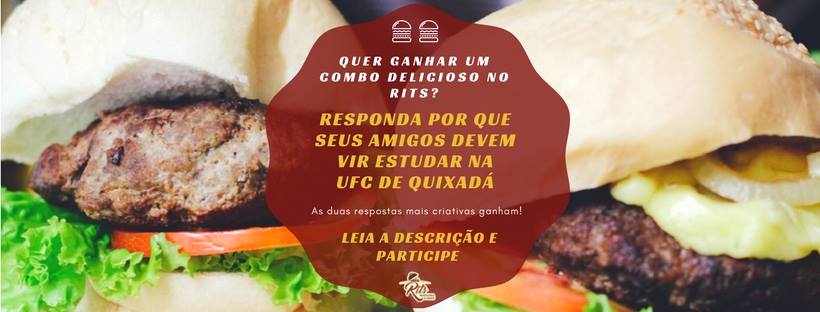 QUER GANHAR UM
COMBO DELICIOSO NO
RITS?
RESPONDA POR QUE
SEUS AMIGOS DEVEM
VIR ESTUDAR NA
UFC DE QUIXADÁ
As duas respostas mais criativas ganham!
LEIA A DESCRIÇÃO E
PARTICIPE
Rits